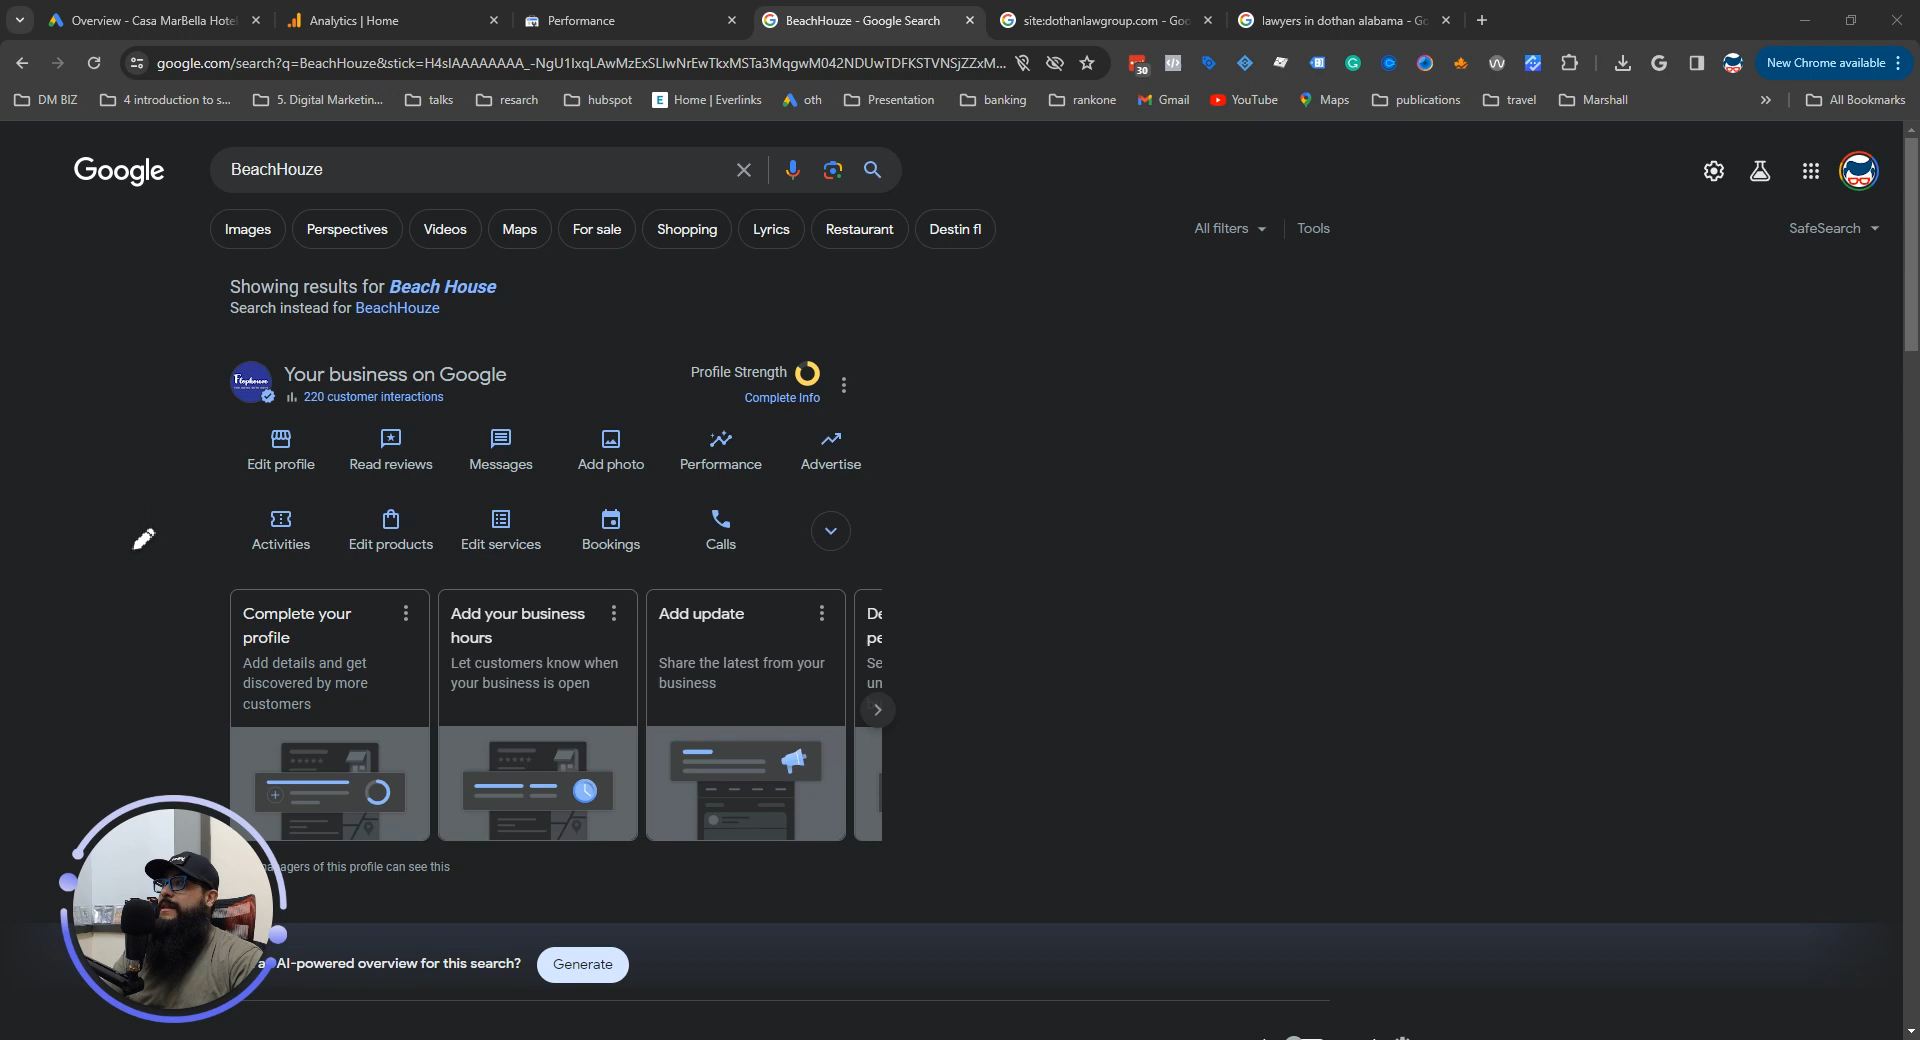 Overview - Casa MarBella Hotel
Analytics | Home
Performance
BeachHouze - Google Search
site:dothanlawgroup.com - Goo
lawyers in dothan alabama - Go
google.com/search?q=BeachHouze&stick=H4sIAAAAAAAA_-NgU1IxqLAwMzExSLIwNrEwTkxMSTa3MqgwM042NDUwTDFKSTVNSjZZxM...
30
New Chrome available
DM BIZ
4 introduction to s...
5. Digital Marketin...
talks
resarch
hubspot
Home | Everlinks
oth
Presentation
banking
rankone
Gmail
YouTube
Maps
publications
travel
Marshall
All Bookmarks
Google
BeachHouze
Images
Perspectives
Videos
Maps
For sale
Shopping
Lyrics
Restaurant
Destin fl
All filters
Tools
SafeSearch
Showing results for Beach House
Search instead for BeachHouze
Flophouze
Your business on Google
220 customer interactions
Profile Strength
Complete Info
Edit profile
Read reviews
Messages
Add photo
Performance
Advertise
Activities
Edit products
Edit services
Bookings
Calls
Complete your
profile
Add details and get
discovered by more
customers
Add your business
hours
Let customers know when
your business is open
Add update
Share the latest from your
business
De
pe
Se
un
agers of this profile can see this
AI-powered overview for this search?
Generate